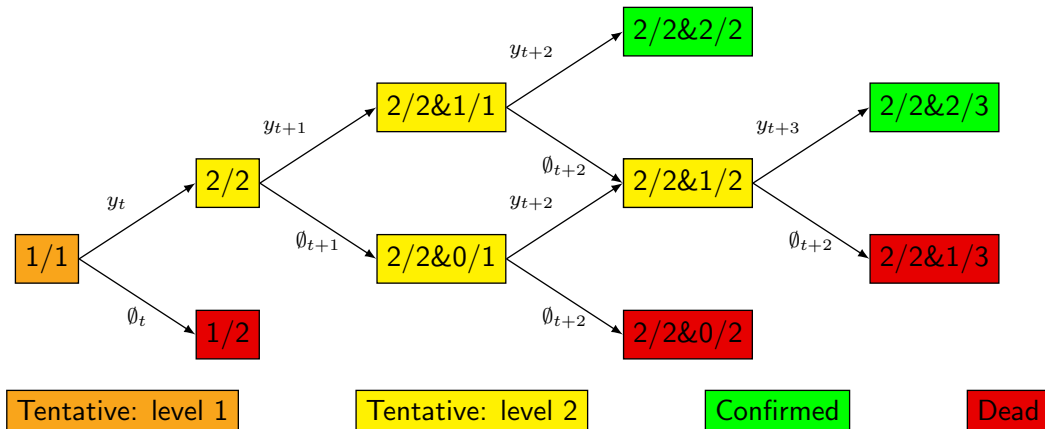 2/2&2/2
y_{t+2}
2/2&1/1
2/2&2/3
y_{t+1}
y_{t+3}
∅_{t+2}
2/2
2/2&1/2
y_t
y_{t+2}
∅_{t+1}
∅_{t+2}
1/1
2/2&0/1
2/2&1/3
∅_t
∅_{t+2}
1/2
2/2&0/2
Tentative: level 1
Tentative: level 2
Confirmed
Dead